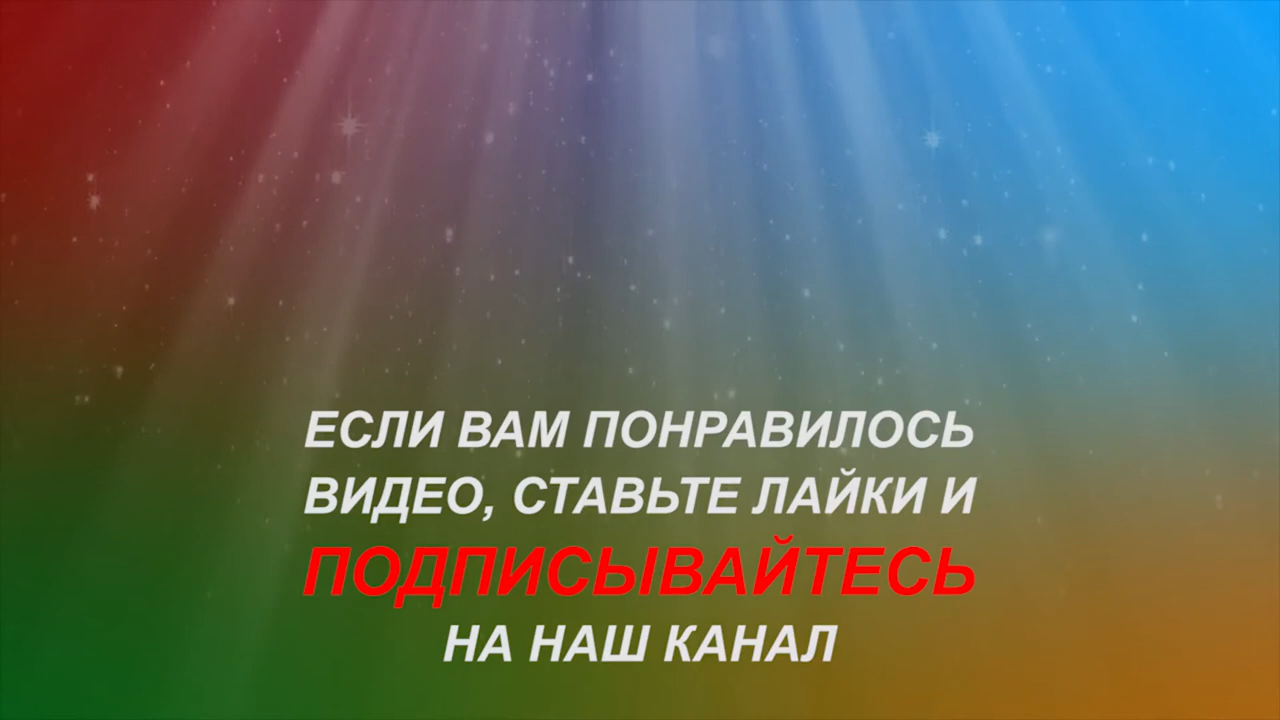 ЕСЛИ ВАМ ПОНРАВИЛОСЬ
ВИДЕО, СТАВЬТЕ ЛАЙКИ И
ПОДПИСЫВАЙТЕСЬ
НА НАШ КАНАЛ